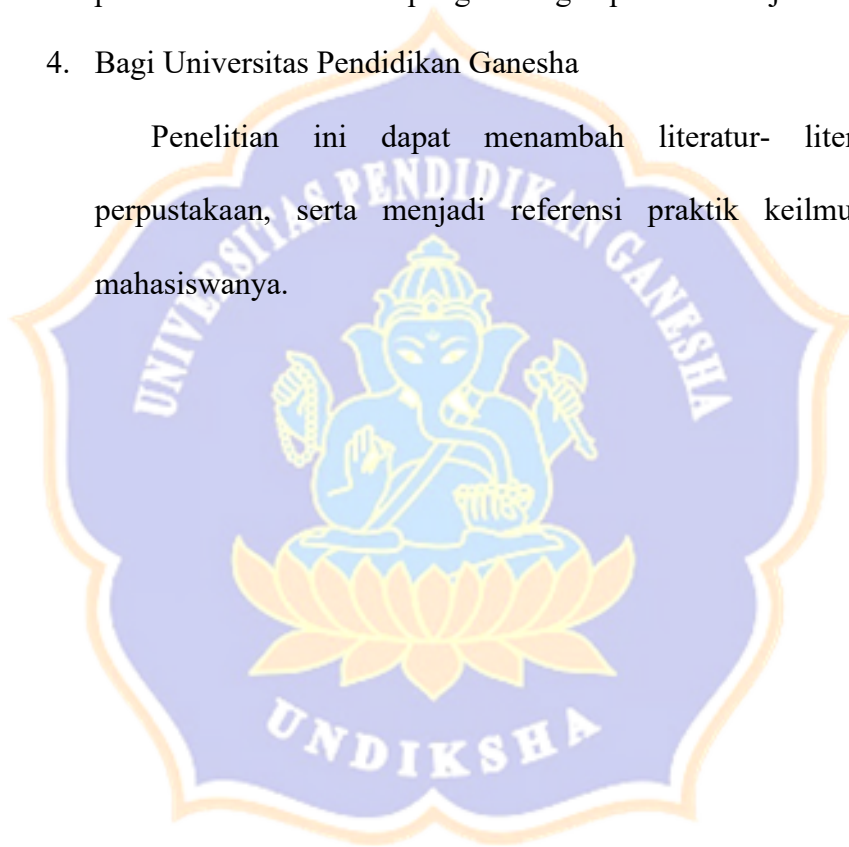 4. Bagi Universitas Pendidikan Ganesha
Penelitian ini dapat menambah literatur-
perpustakaan, serta menjadi referensi praktik
mahasiswanya.
UNIVERSITAS PENDIDIKAN GANESHA
UNDIKSHA